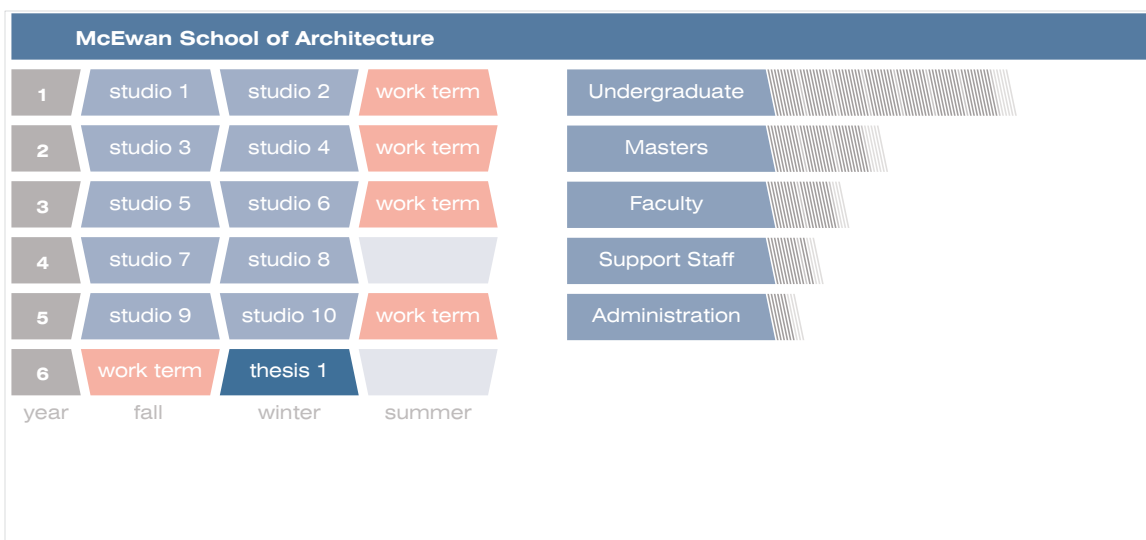 McEwan School of Architecture
1 studio 1 studio 2 work term
2 studio 3 studio 4 work term
3 studio 5 studio 6 work term
4 studio 7 studio 8
5 studio 9 studio 10 work term
6 work term thesis 1
year fall winter summer
Undergraduate
Masters
Faculty
Support Staff
Administration